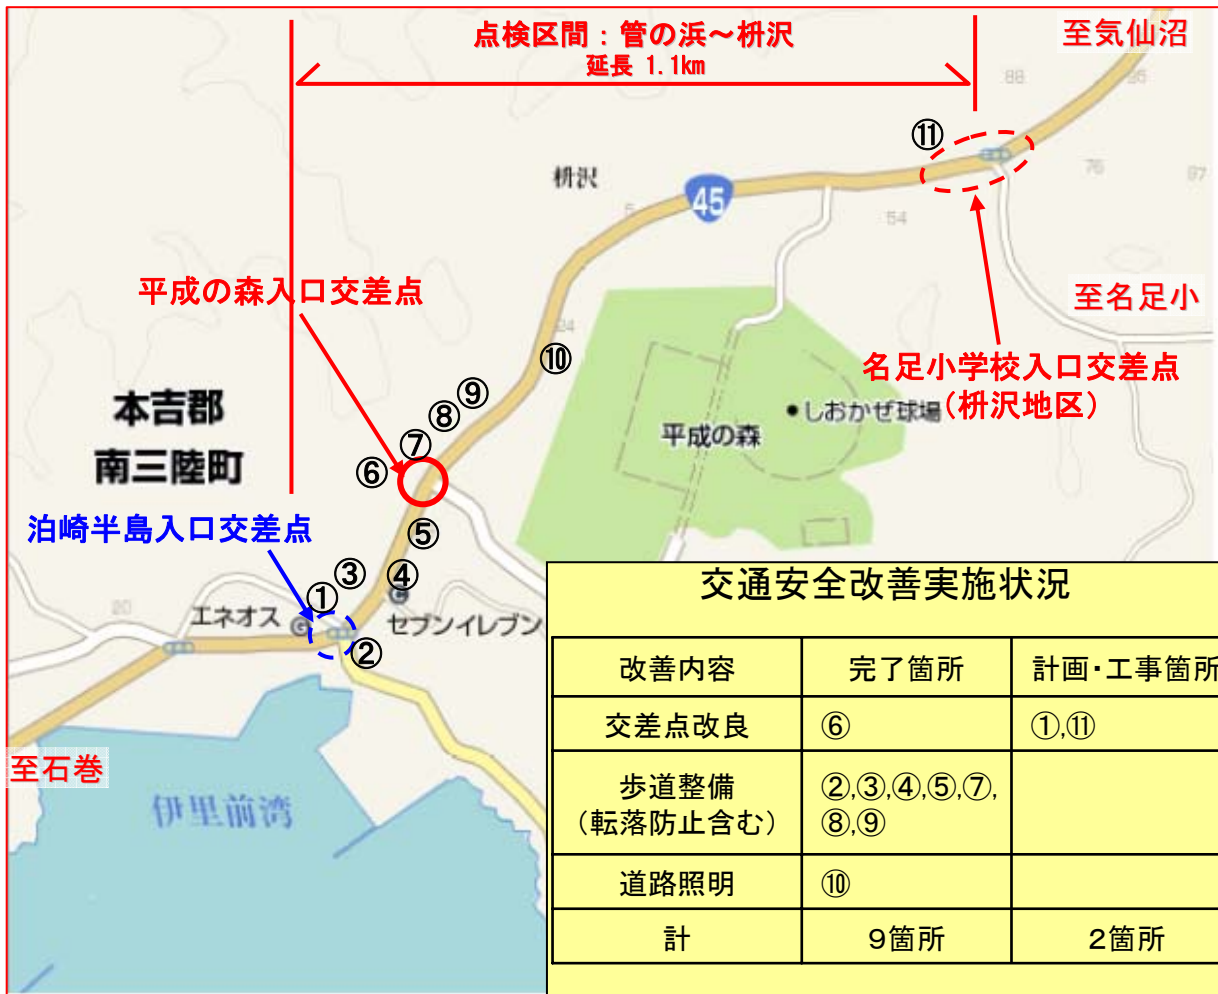 点検区間：管の浜～枡沢
延長 1.1km
至気仙沼
88
95
⑪
枡沢
76
97
45
5
54
平成の森入口交差点
至名足小
24
⑩
名足小学校入口交差点
(枡沢地区)
本吉郡
南三陸町
⑨
⑧
⑦
⑥
しおかぜ球場
平成の森
泊崎半島入口交差点
⑤
③
④
①
20
エネオス
G
C
セブンイレブン
②
至石巻
伊里前湾
交通安全改善実施状況
改善内容 完了箇所 計画・工事箇所
交差点改良 ⑥ ①,⑪
歩道整備
（転落防止含む） ②,③,④,⑤,⑦,
⑧,⑨
道路照明 ⑩
計 9箇所 2箇所